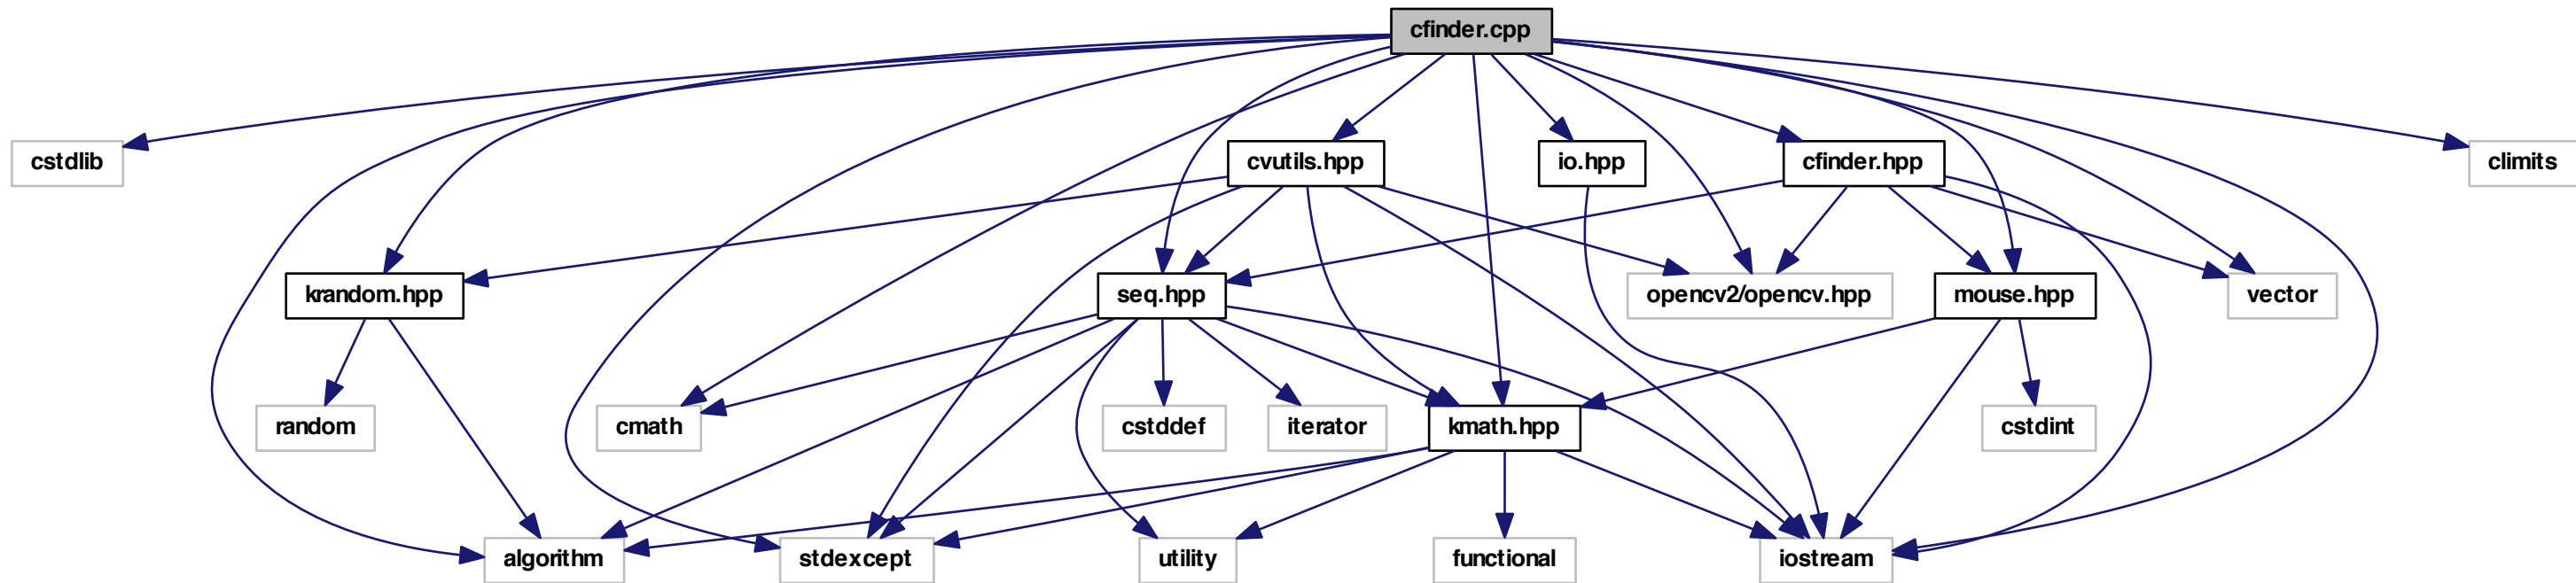 cfinder.cpp
cstdlib
cvutils.hpp
io.hpp
cfinder.hpp
climits
krandom.hpp
seq.hpp
opencv2/opencv.hpp
mouse.hpp
vector
random
cmath
cstddef
iterator
kmath.hpp
cstdint
algorithm
stdexcept
utility
functional
iostream